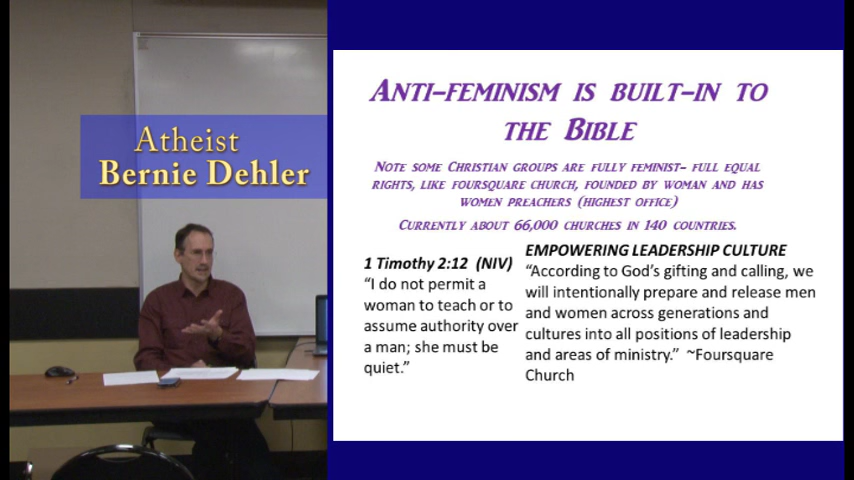 Atheist
Bernie Dehler
ANTI-FEMINISM IS BUILT-IN TO
THE BIBLE
NOTE SOME CHRISTIAN GROUPS ARE FULLY FEMINIST- FULL EQUAL
RIGHTS, LIKE FOURSQUARE CHURCH, FOUNDED BY WOMAN AND HAS
WOMEN PREACHERS (HIGHEST OFFICE)
CURRENTLY ABOUT 66,000 CHURCHES IN 140 COUNTRIES.
1 Timothy 2:12 (NIV)
“I do not permit a
woman to teach or to
assume authority over
a man; she must be
quiet.”
EMPOWERING LEADERSHIP CULTURE
“According to God’s gifting and calling, we
will intentionally prepare and release men
and women across generations and
cultures into all positions of leadership
and areas of ministry.” ~Foursquare
Church